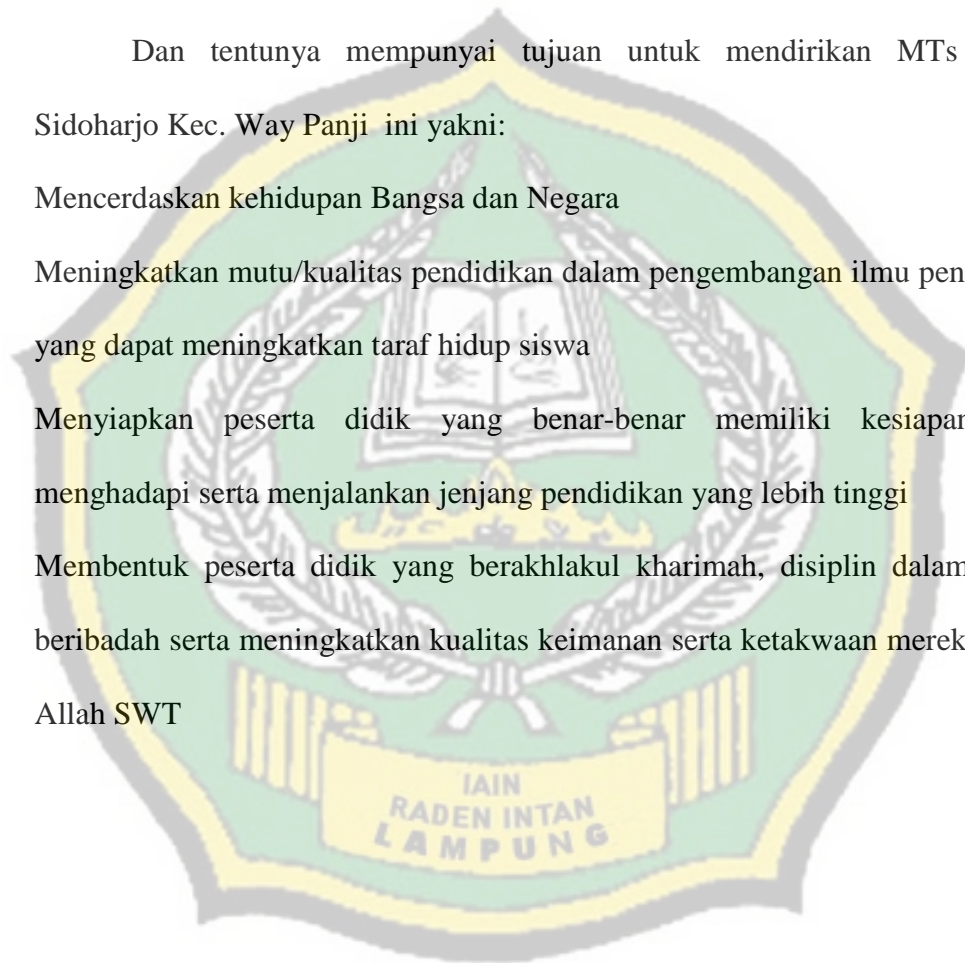 Dan tentunya mempunyai tujuan untuk mendirikan MTs
Sidoharjo Kec. Way Panji ini yakni:
Mencerdaskan kehidupan Bangsa dan Negara
Meningkatkan mutu/kualitas pendidikan dalam pengembangan ilmu pen
yang dapat meningkatkan taraf hidup siswa
Menyiapkan peserta didik yang benar-benar memiliki kesiapan
menghadapi serta menjalankan jenjang pendidikan yang lebih tinggi
Membentuk peserta didik yang berakhlakul kharimah, disiplin dalam
beribadah serta meningkatkan kualitas keimanan serta ketakwaan merek
Allah SWT
IAIN
RADEN INTAN
LAMPUNG